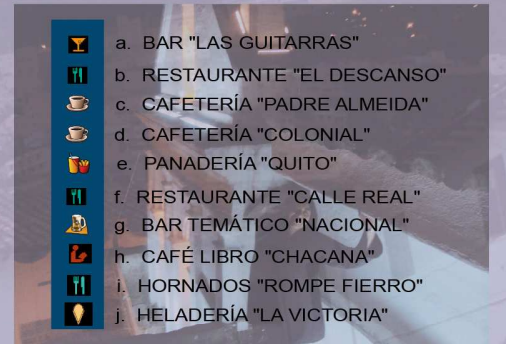 a. BAR "LAS GUITARRAS"
b. RESTAURANTE "EL DESCANSO"
c. CAFETERÍA "PADRE ALMEIDA"
d. CAFETERÍA "COLONIAL"
e. PANADERÍA "QUITO"
f. RESTAURANTE "CALLE REAL"
g. BAR TEMÁTICO "NACIONAL"
h. CAFÉ LIBRO "CHACANA"
i. HORNADOS "ROMPE FIERRO"
j. HELADERÍA "LA VICTORIA"